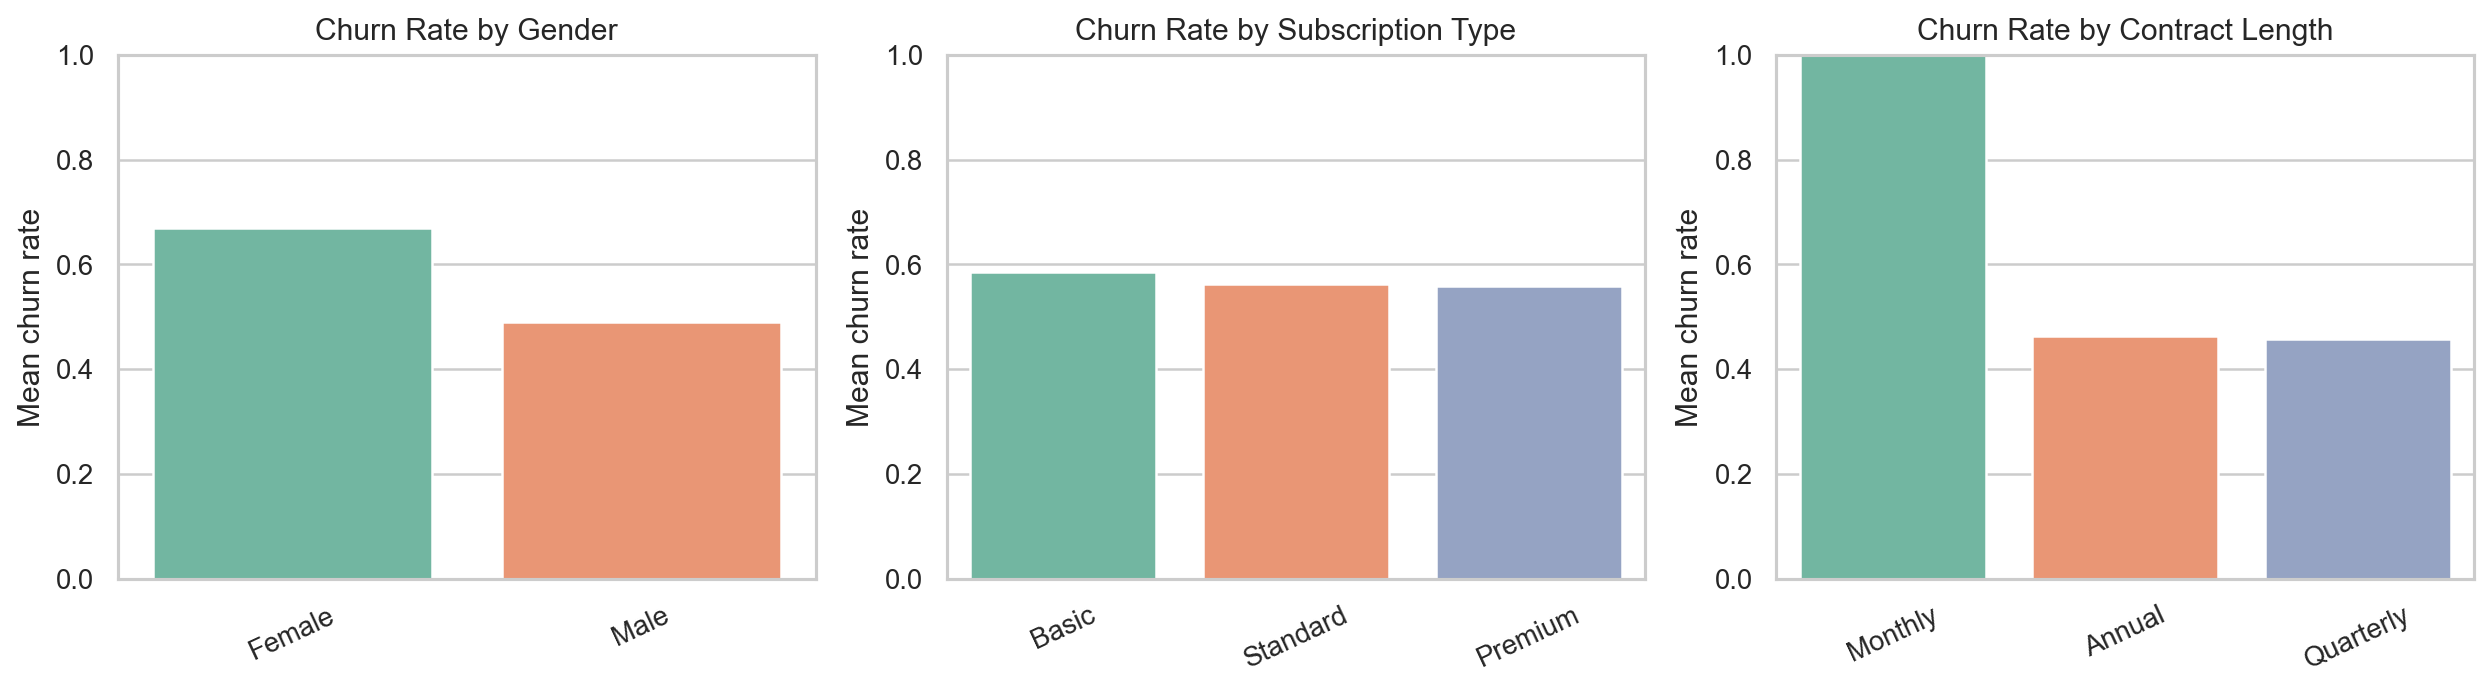 Churn Rate by Gender
Mean churn rate
1.0
0.8
0.6
0.4
0.2
0.0
Female
Male
Churn Rate by Subscription Type
Mean churn rate
1.0
0.8
0.6
0.4
0.2
0.0
Basic
Standard
Premium
Churn Rate by Contract Length
Mean churn rate
1.0
0.8
0.6
0.4
0.2
0.0
Monthly
Annual
Quarterly